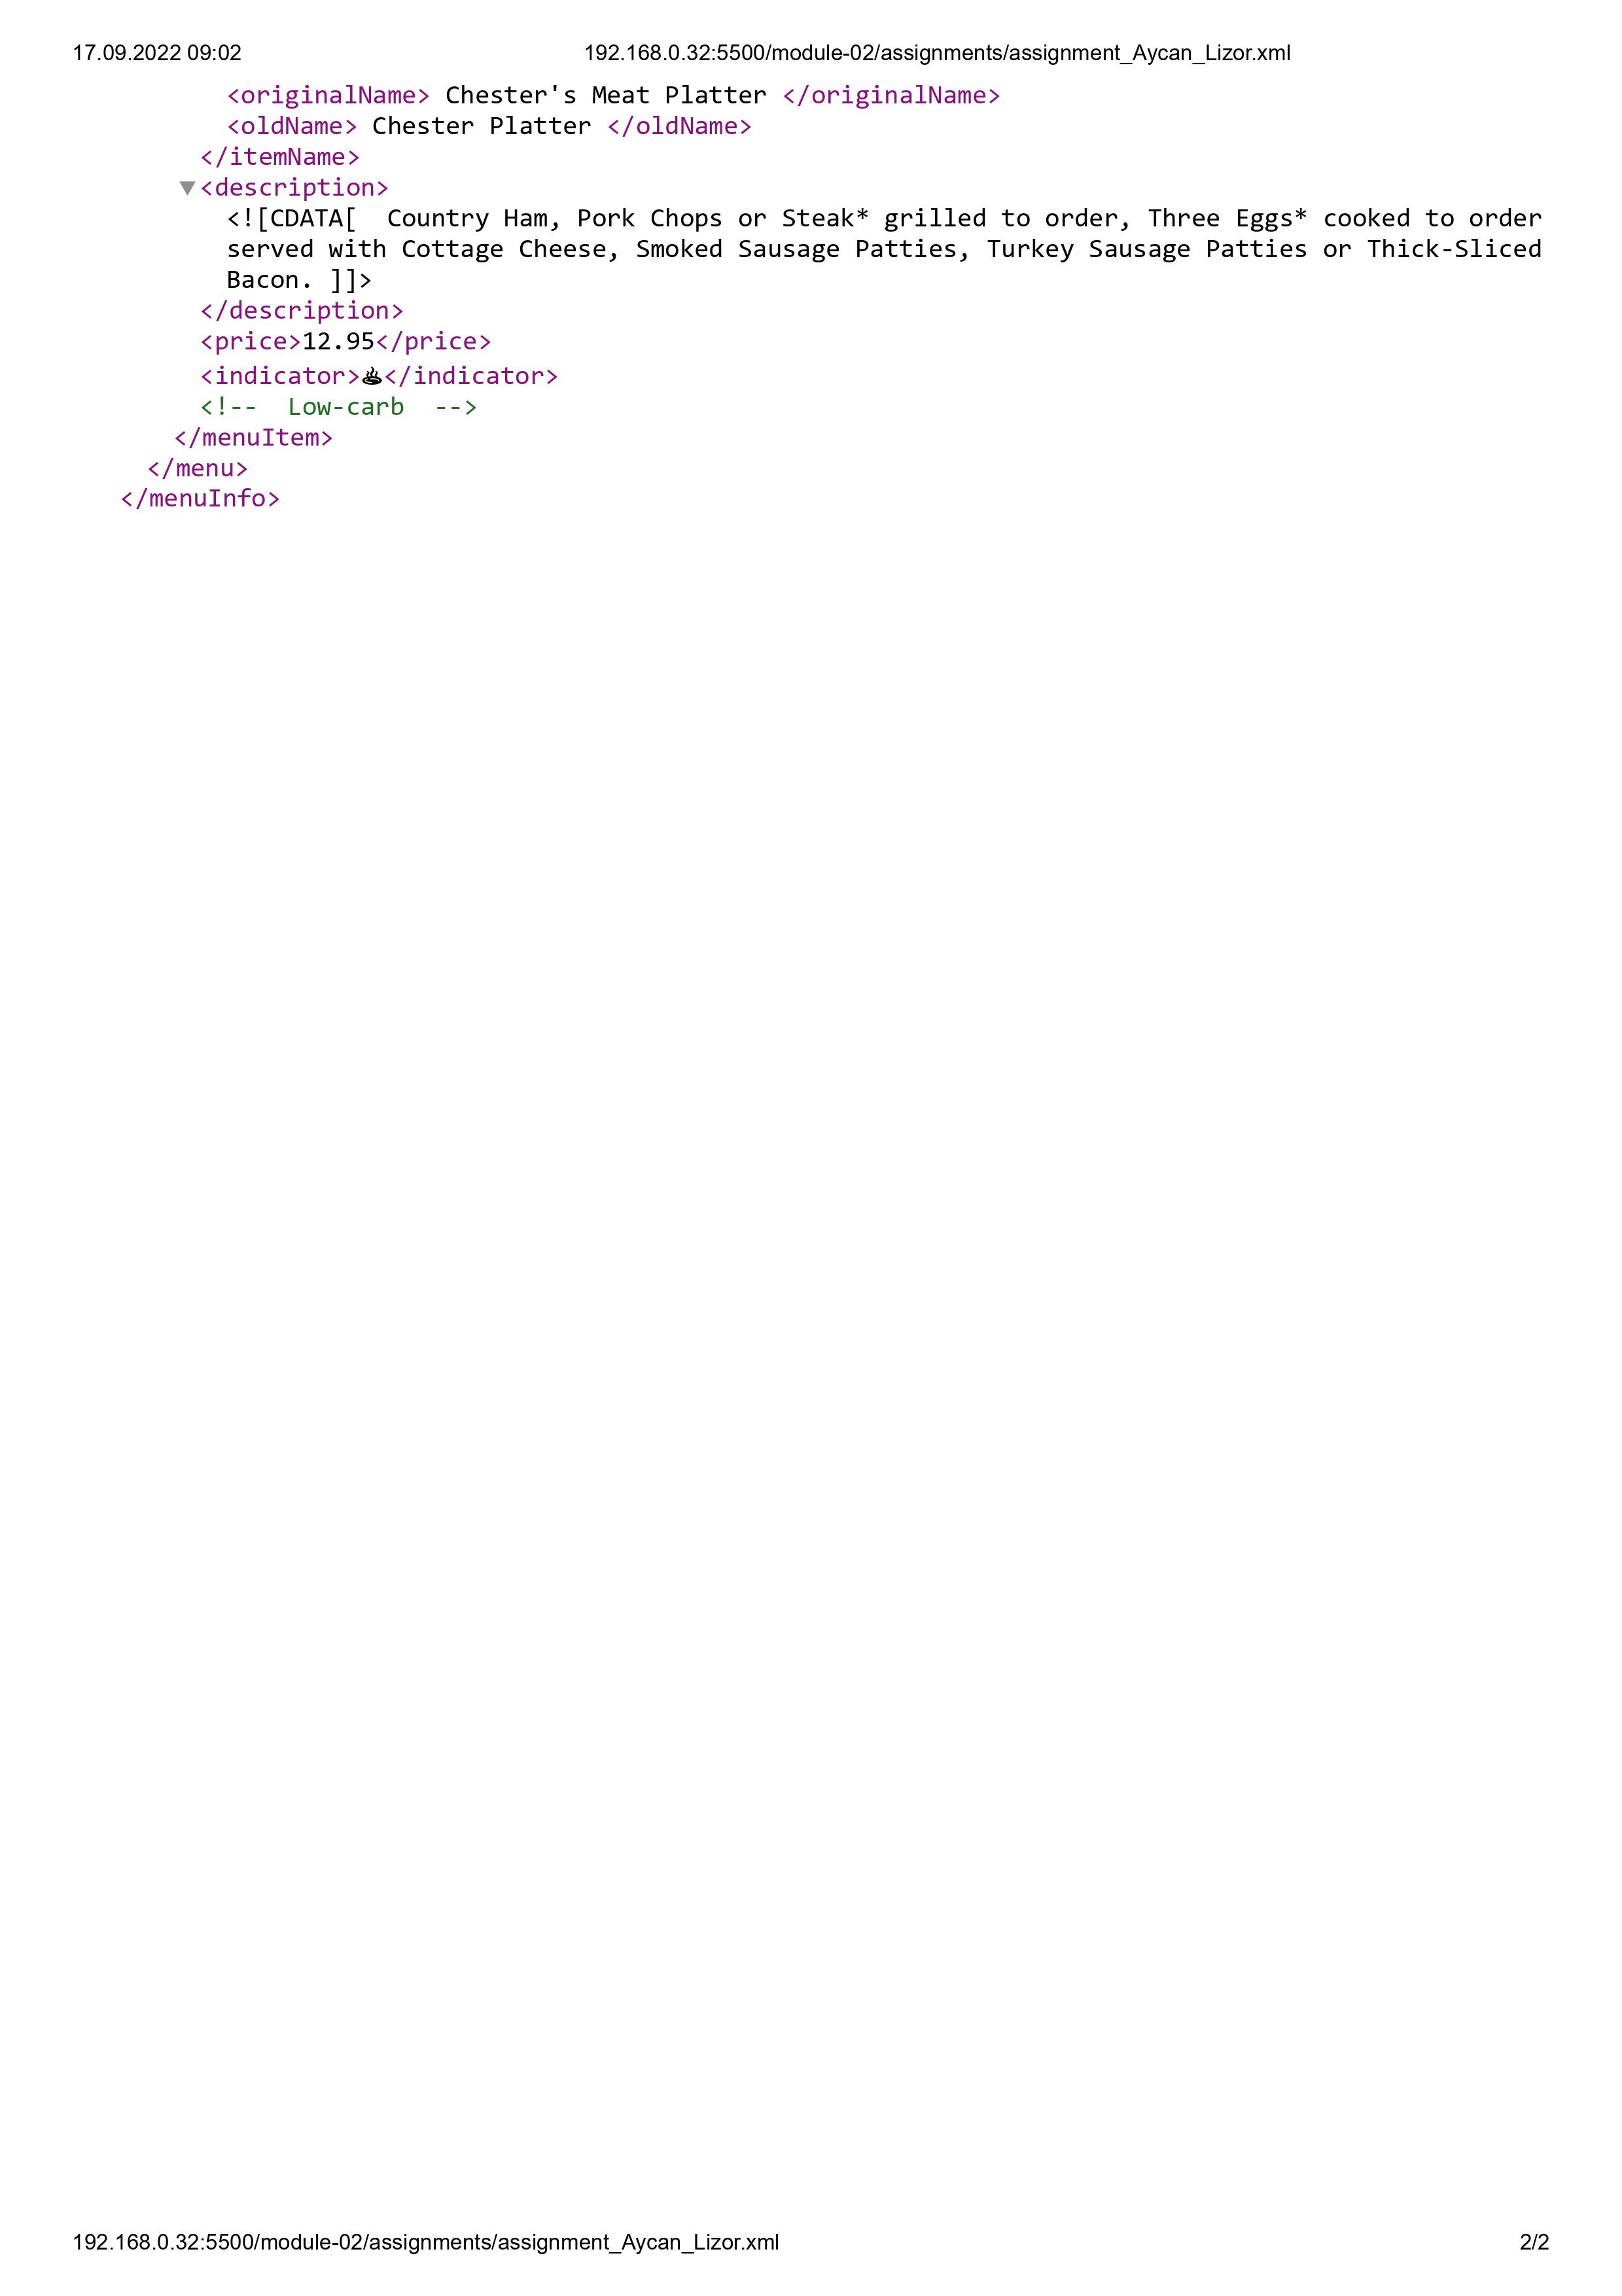 17.09.2022 09:02 192.168.0.32:5500/module-02/assignments/assignment_Aycan_Lizor.xml
<originalName> Chester's Meat Platter </originalName>
<oldName> Chester Platter </oldName>
</itemName>
▼<description>
<![CDATA[  Country Ham, Pork Chops or Steak* grilled to order, Three Eggs* cooked to order
served with Cottage Cheese, Smoked Sausage Patties, Turkey Sausage Patties or Thick-Sliced
Bacon. ]]>
</description>
<price>12.95</price>
<indicator>♨</indicator>
<!--  Low-carb  -->
</menuItem>
</menu>
</menuInfo>
192.168.0.32:5500/module-02/assignments/assignment_Aycan_Lizor.xml 2/2